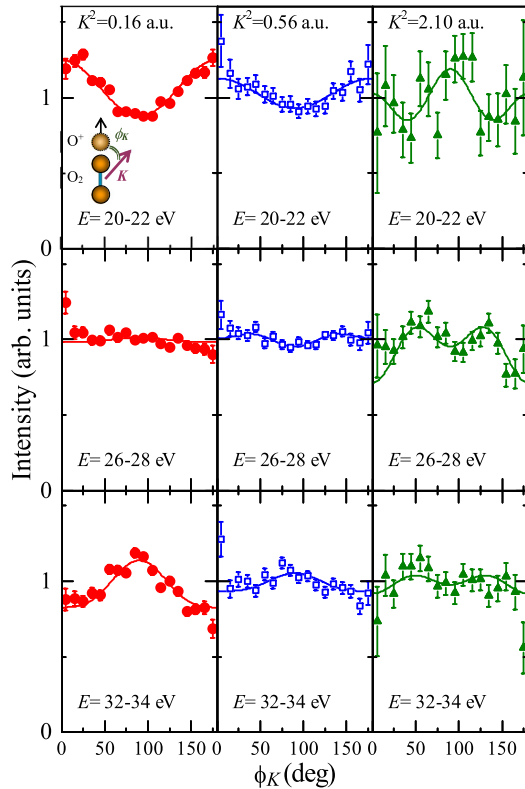 K²=0.16 a.u. K²=0.56 a.u. K²=2.10 a.u.
1
O⁺ ϕK
O₂ K
E= 20-22 eV E= 20-22 eV E= 20-22 eV
1
1
E= 26-28 eV E= 26-28 eV E= 26-28 eV
1
1
E= 32-34 eV E= 32-34 eV E= 32-34 eV
1
0 50 100 150 0 50 100 150 0 50 100 150
ϕK (deg)
Intensity (arb. units)